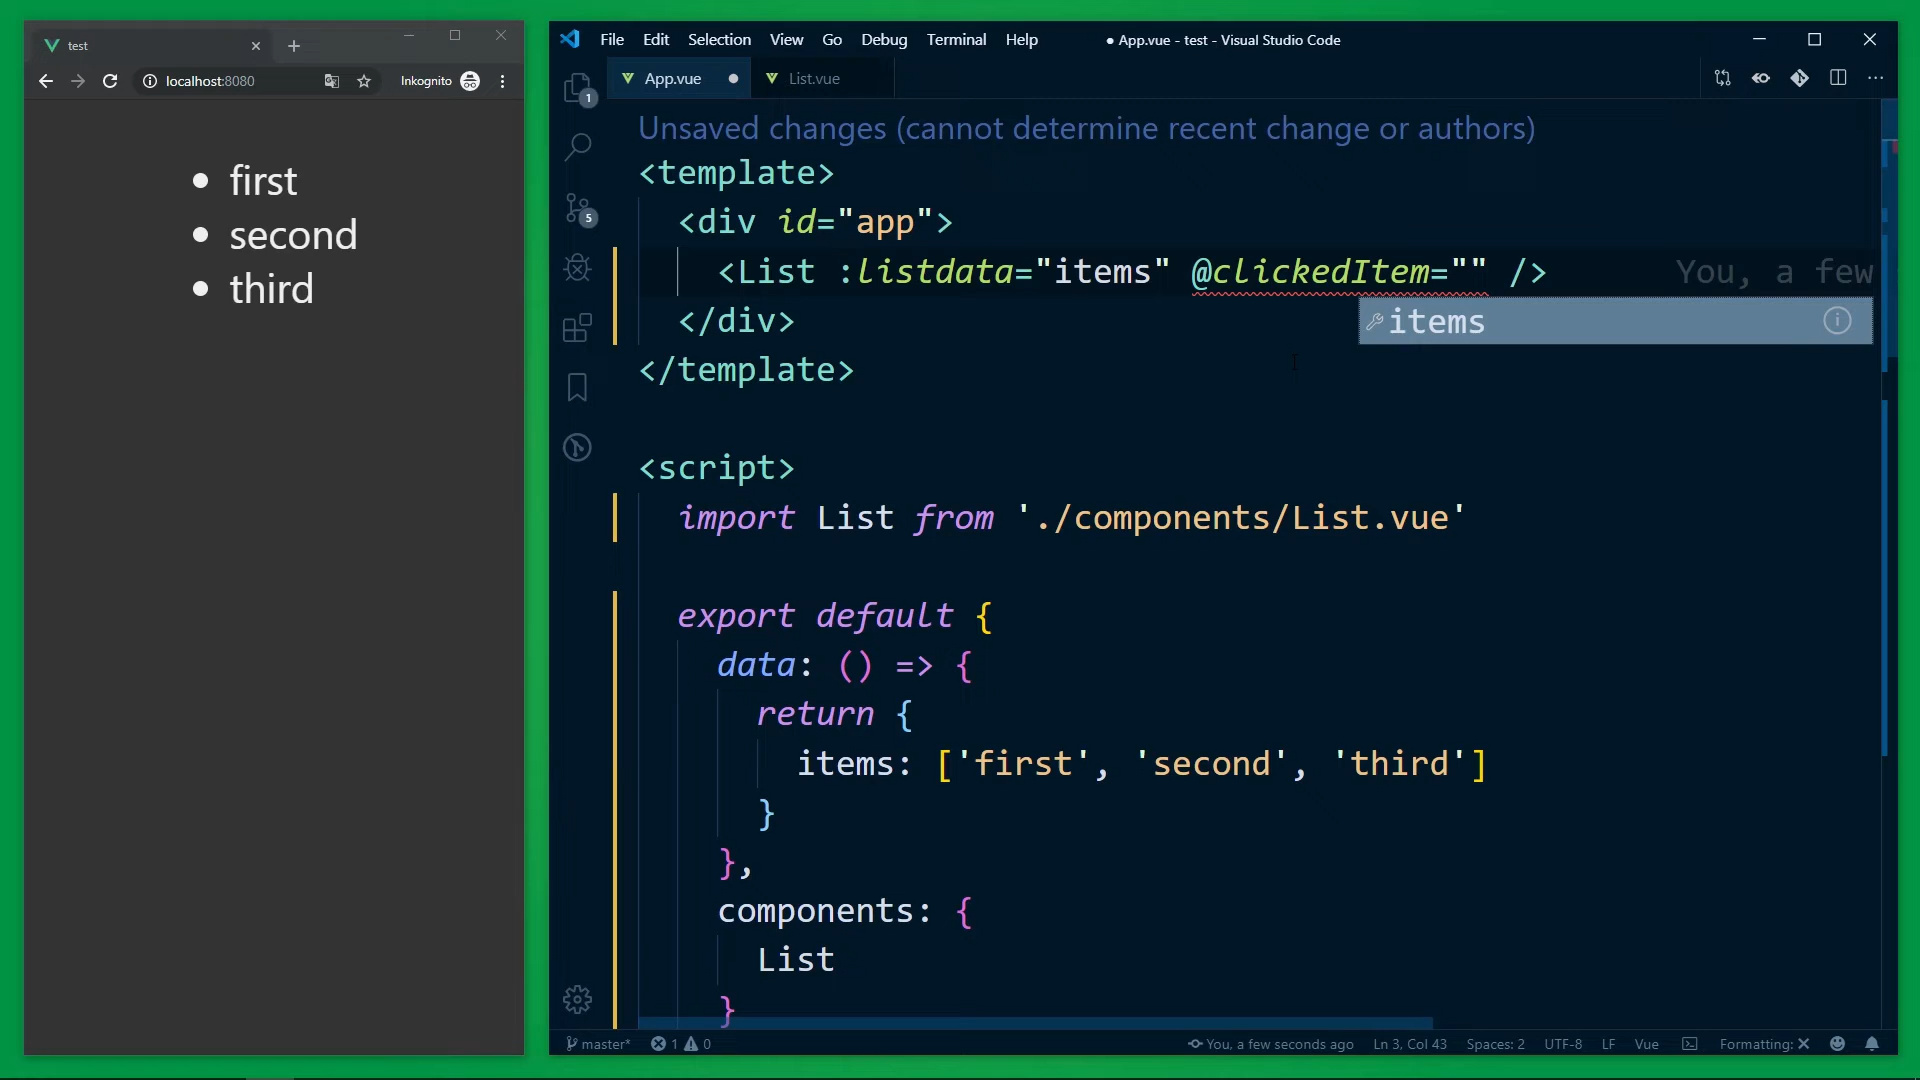 test
localhost:8080
Inkognito
first
second
third
File Edit Selection View Go Debug Terminal Help
● App.vue - test - Visual Studio Code
App.vue
List.vue
1
5
Unsaved changes (cannot determine recent change or authors)
<template>
<div id="app">
<List :listdata="items" @clickedItem="" />
You, a few
items
</div>
</template>
<script>
import List from './components/List.vue'
export default {
data: () => {
return {
items: ['first', 'second', 'third']
}
},
components: {
List
}
master* 1 0 You, a few seconds ago Ln 3, Col 43 Spaces: 2 UTF-8 LF Vue Formatting: ✕